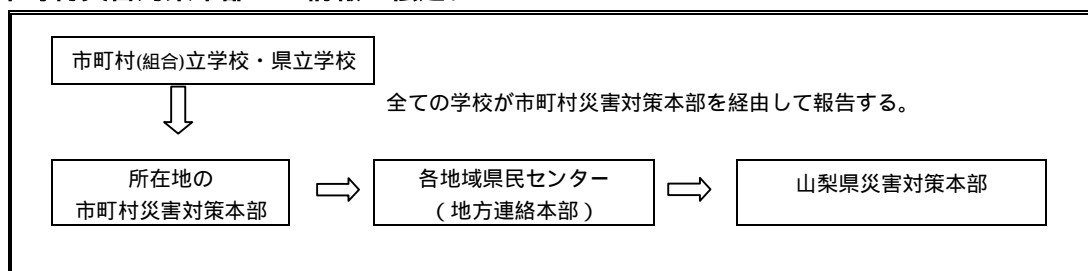 市町村(組合)立学校・県立学校
全ての学校が市町村災害対策本部を経由して報告する。
所在地の
市町村災害対策本部
各地域県民センター
(地方連絡本部)
山梨県災害対策本部